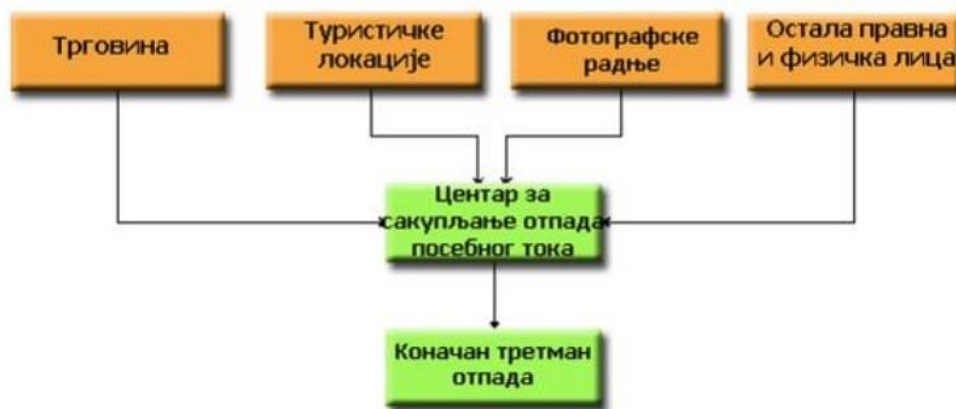 Трговина
Туристичке
локације
Фотографске
радње
Остала правна
и физичка лица
Центар за
сакупљање отпада
посебног тока
Коначан третман
отпада